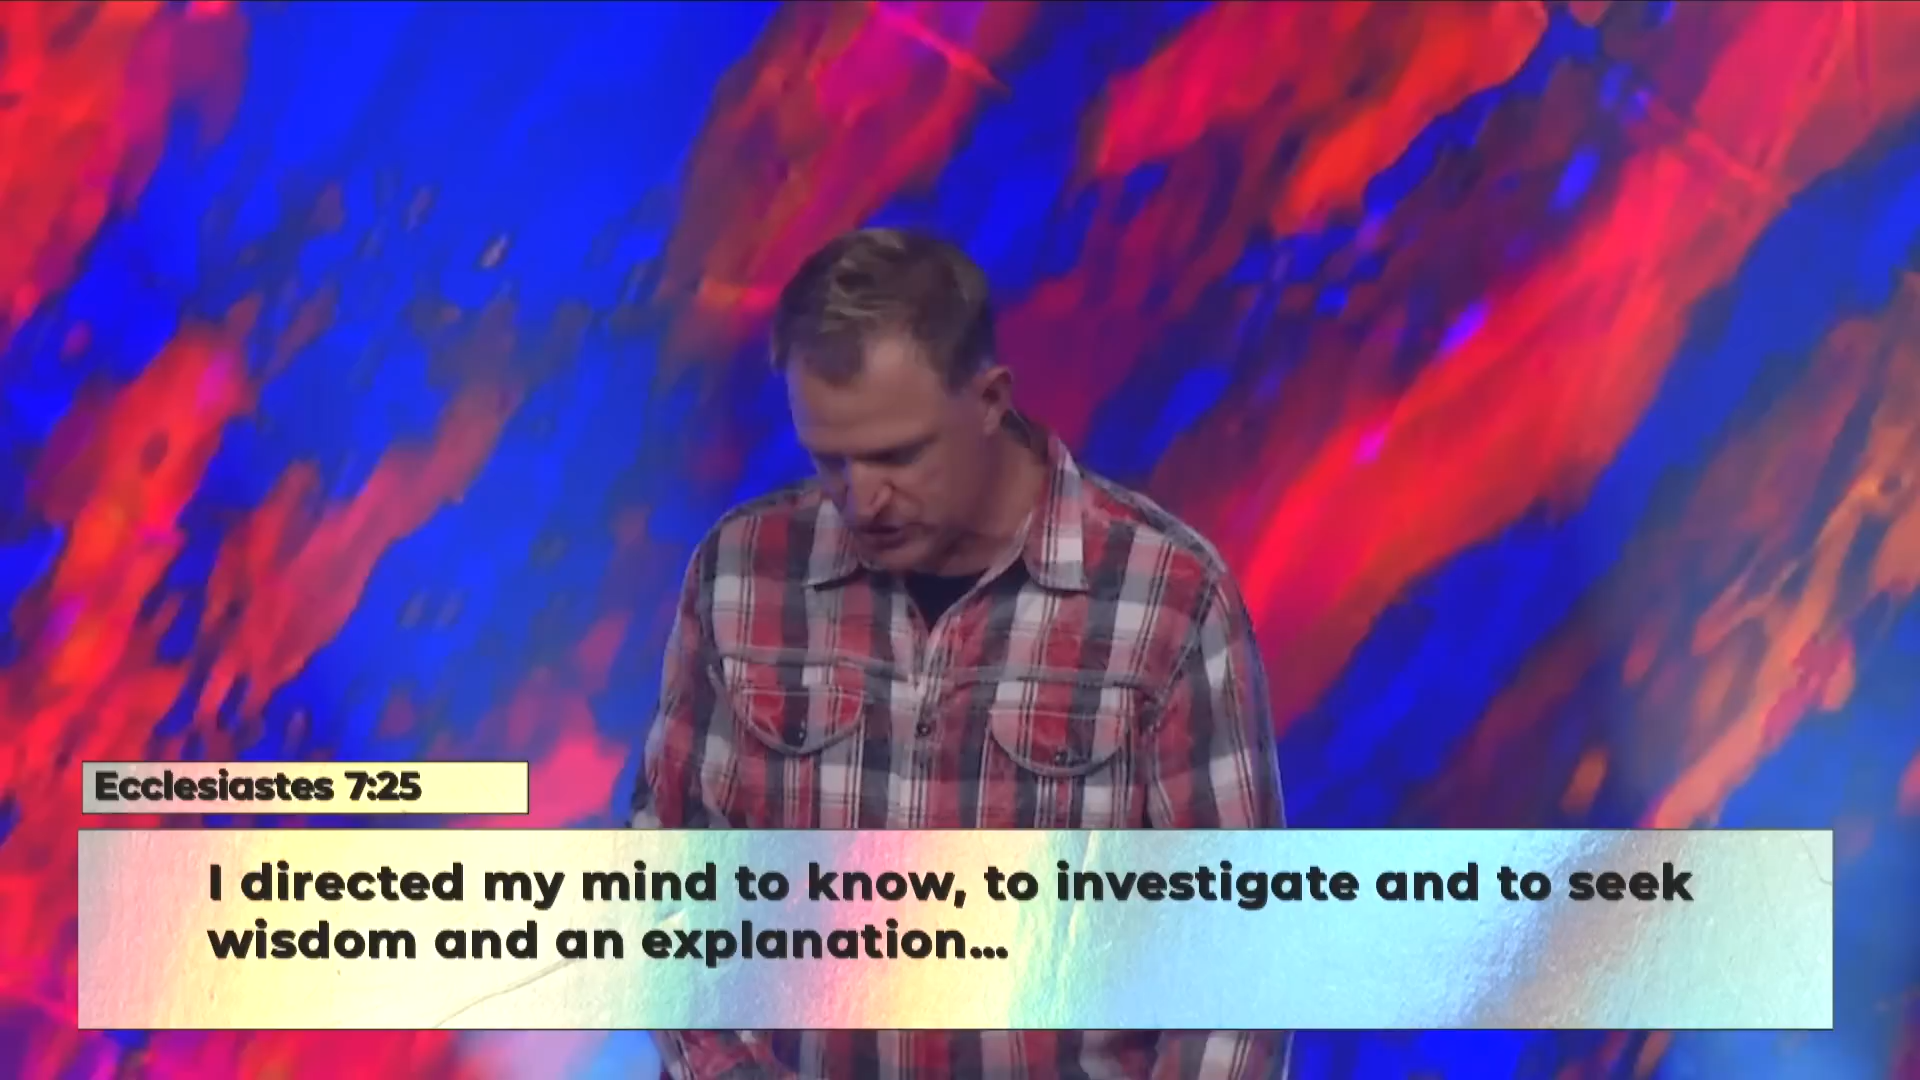 Ecclesiastes 7:25
I directed my mind to know, to investigate and to seek
wisdom and an explanation...